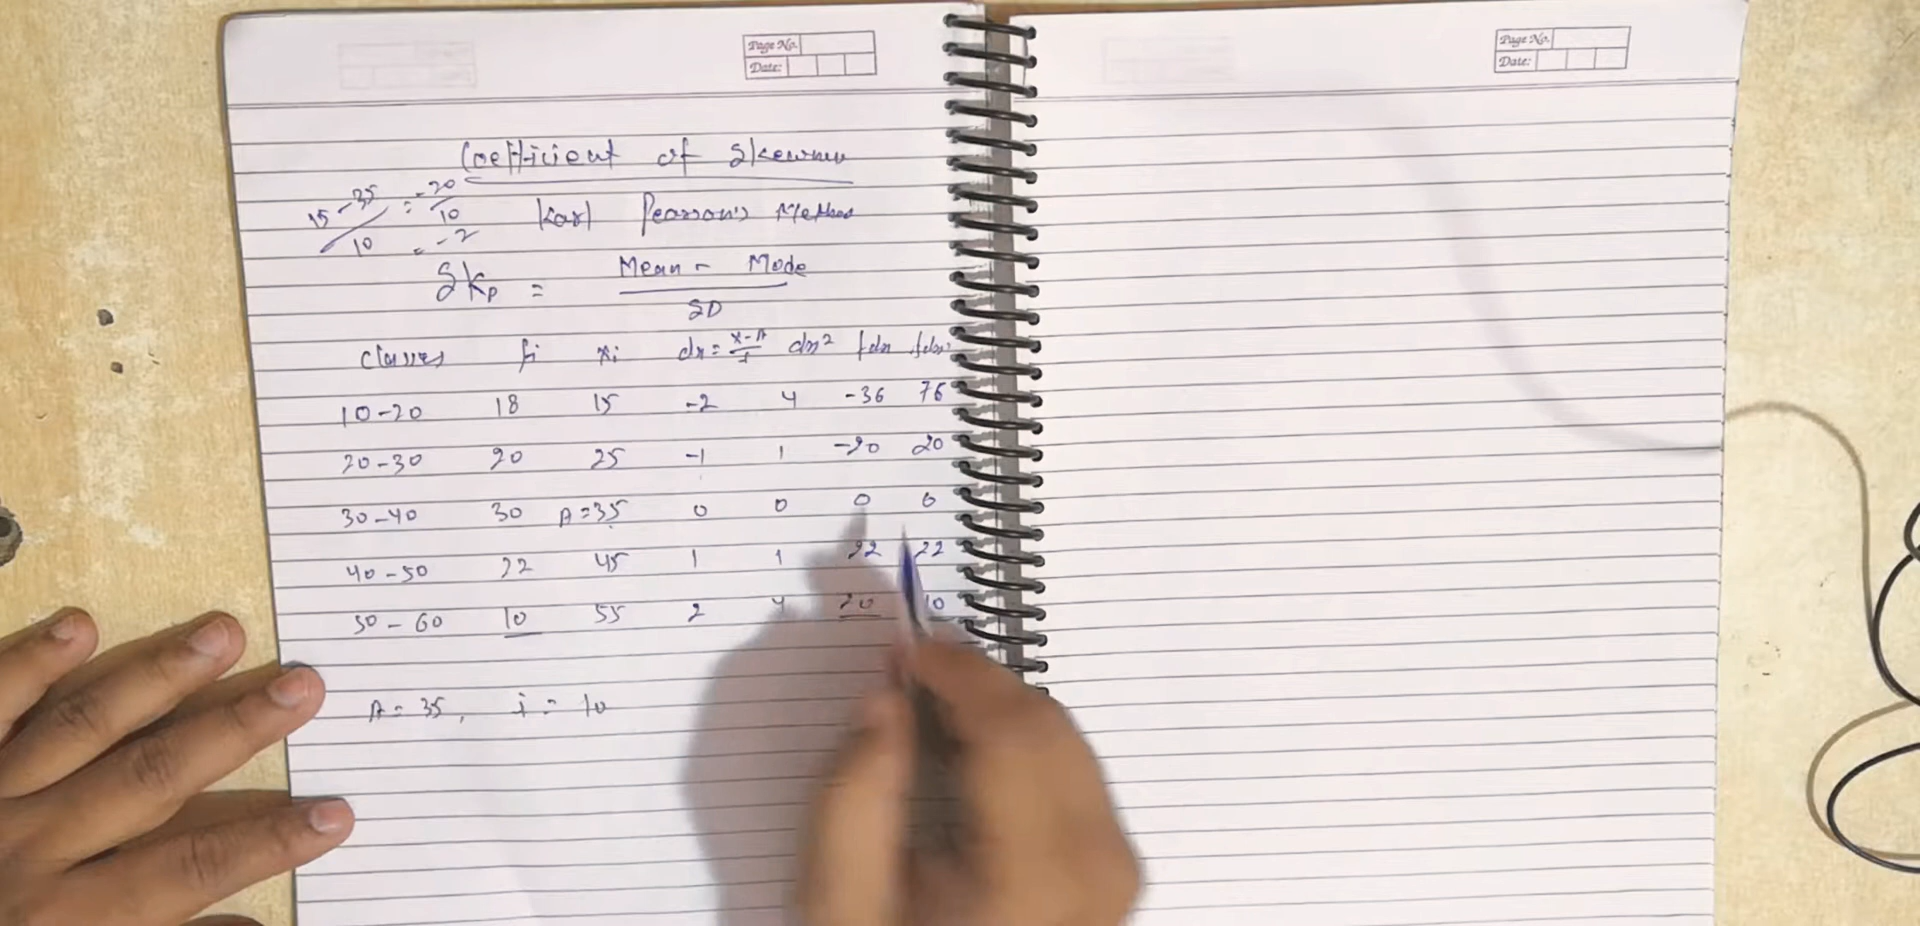 Page No.
Date:
Page No.
Date:
Coefficient of Skewness
15 - 35 / 10 = -20 / 10 = -2
Karl Pearson's Method
SKp = Mean - Mode / SD
Classes fi xi dx = x-A / i dx² fdx fdx²
10-20 18 15 -2 4 -36 76
20-30 20 25 -1 1 -20 20
30-40 30 A=35 0 0 0 0
40-50 22 45 1 1 22 22
50-60 10 55 2 4 20
A = 35, i = 10